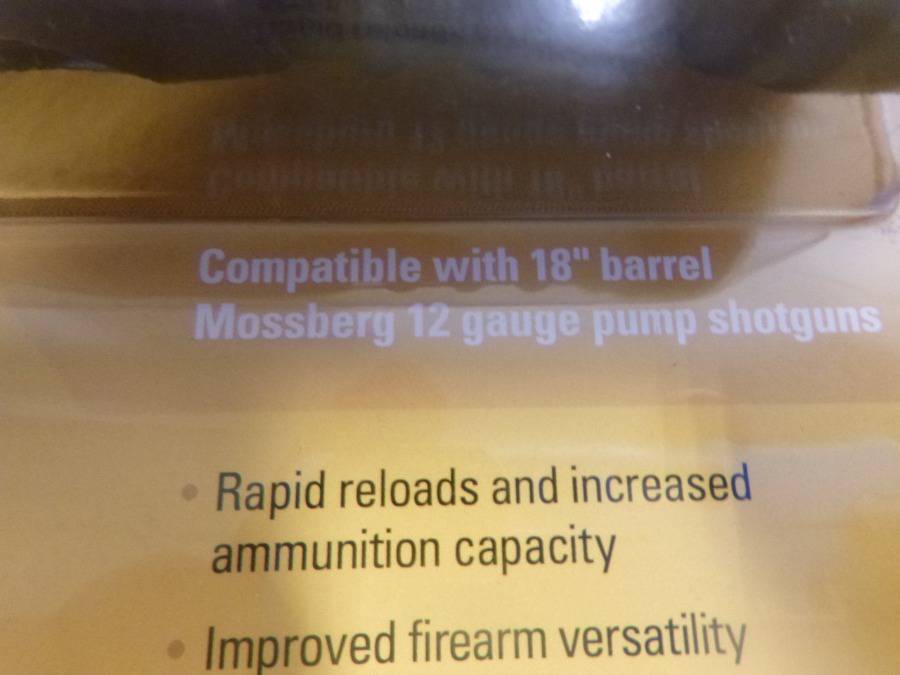 Compatible with 18" barrel
Mossberg 12 gauge pump shotguns
• Rapid reloads and increased
ammunition capacity
• Improved firearm versatility